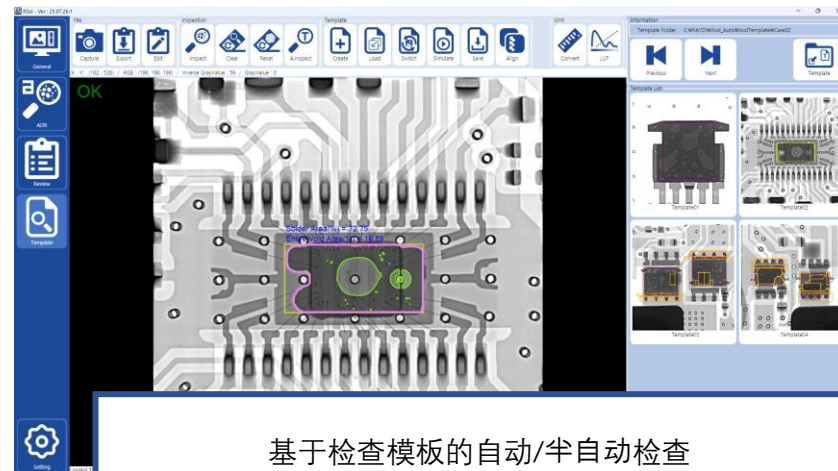 XSol - Ver : 23.07.26.1
File
Inspection
Template
Unit
Information
Template Folder
Capture
Export
Edit
Inspect
Clear
Reset
A.Inspect
Create
Load
Switch
Simulate
Save
Align
Convert
LUT
Previous
Next
Template
General
ADR
Review
Template
Setting
OK
Solder Area(%) = 72.75
Template List
Template01
Template02
Template03
Template04
基于检查模板的自动/半自动检查